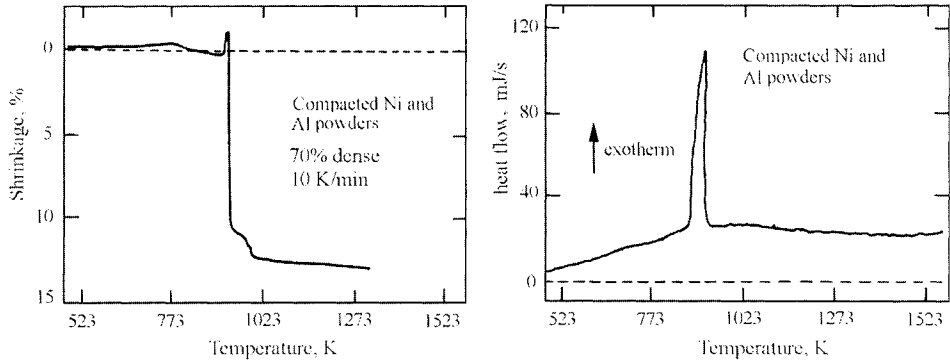 0
5
10
15
Shrinkage, %
Compacted Ni and
Al powders
70% dense
10 K/min
523 773 1023 1273 1523
Temperature, K
120
80
40
0
heat flow, mJ/s
Compacted Ni and
Al powders
exotherm
523 773 1023 1273 1523
Temperature, K